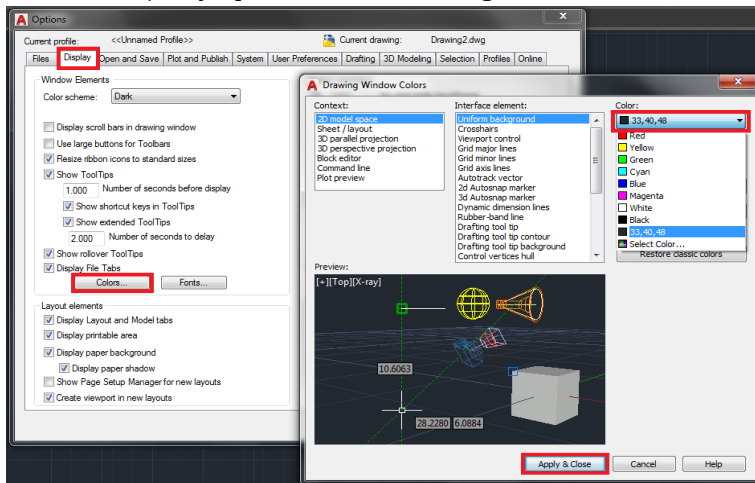 Options
Current profile: <<Unnamed Profile>> Current drawing: Drawing2.dwg
Files Display Open and Save Plot and Publish System User Preferences Drafting 3D Modeling Selection Profiles Online
Window Elements
Color scheme: Dark
Display scroll bars in drawing window
Use large buttons for Toolbars
Resize ribbon icons to standard sizes
Show ToolTips
1.000 Number of seconds before display
Show shortcut keys in ToolTips
Show extended ToolTips
2.000 Number of seconds to delay
Show rollover ToolTips
Display File Tabs
Colors... Fonts...
Layout elements
Display Layout and Model tabs
Display printable area
Display paper background
Display paper shadow
Show Page Setup Manager for new layouts
Create viewport in new layouts
Drawing Window Colors
Context:
2D model space
Sheet / layout
3D parallel projection
3D perspective projection
Block editor
Command line
Plot preview
Interface element:
Uniform background
Crosshairs
Viewport control
Grid major lines
Grid minor lines
Grid axis lines
Autotrack vector
2d Autosnap marker
3d Autosnap marker
Dynamic dimension lines
Rubber-band line
Drafting tool tip
Drafting tool tip contour
Drafting tool tip background
Control vertices hull
Color:
33,40,48
Red
Yellow
Green
Cyan
Blue
Magenta
White
Black
33,40,48
Select Color...
Restore classic colors
Preview:
[+][Top][X-ray]
10.6063
28.2280 6.0884
Apply & Close Cancel Help